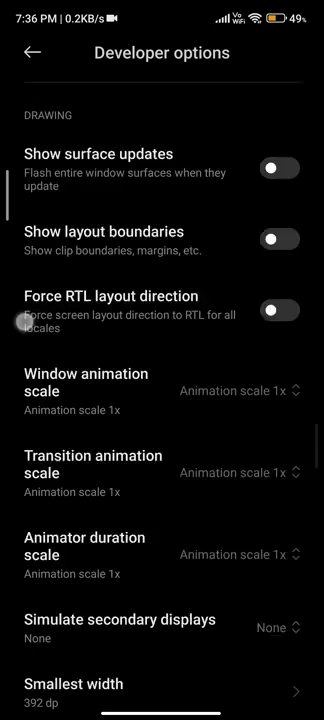 7:36 PM | 0.2KB/s
Vo
WiFi
49%
Developer options
DRAWING
Show surface updates
Flash entire window surfaces when they
update
Show layout boundaries
Show clip boundaries, margins, etc.
Force RTL layout direction
Force screen layout direction to RTL for all
locales
Window animation
scale
Animation scale 1x
Animation scale 1x
Transition animation
scale
Animation scale 1x
Animation scale 1x
Animator duration
scale
Animation scale 1x
Animation scale 1x
Simulate secondary displays
None
None
Smallest width
392 dp